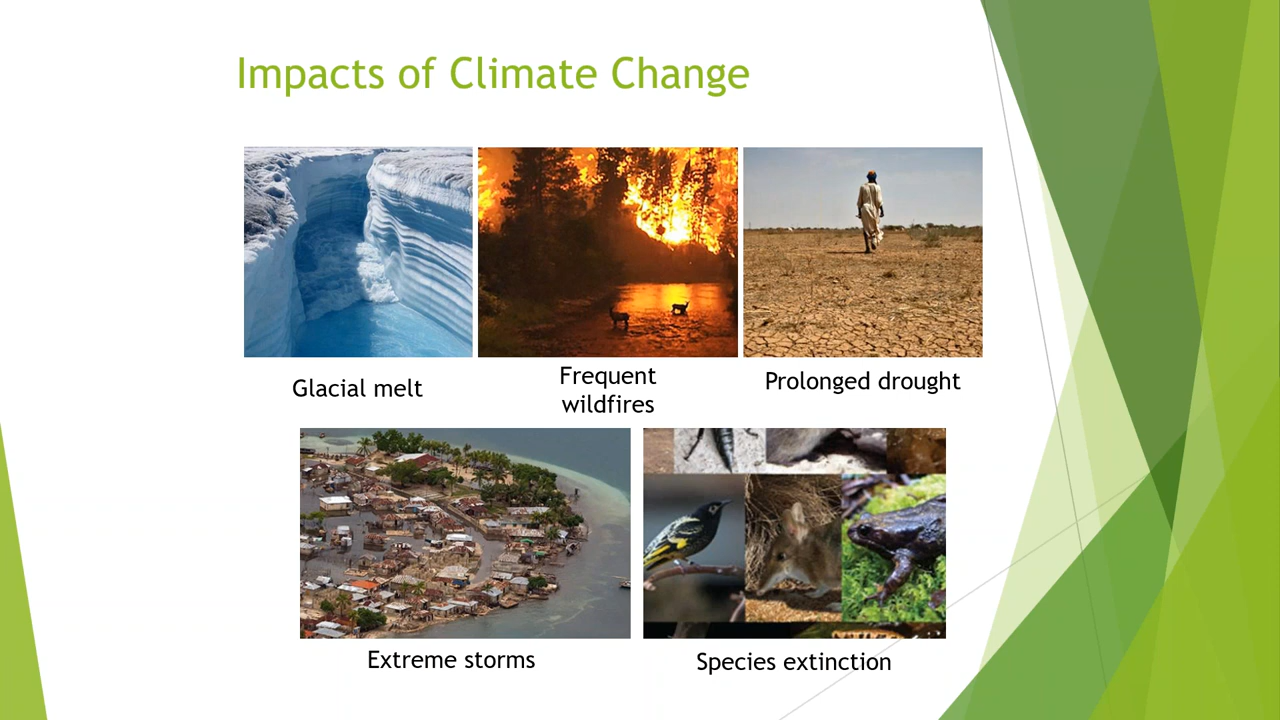 Impacts of Climate Change
Glacial melt
Frequent
wildfires
Prolonged drought
Extreme storms
Species extinction